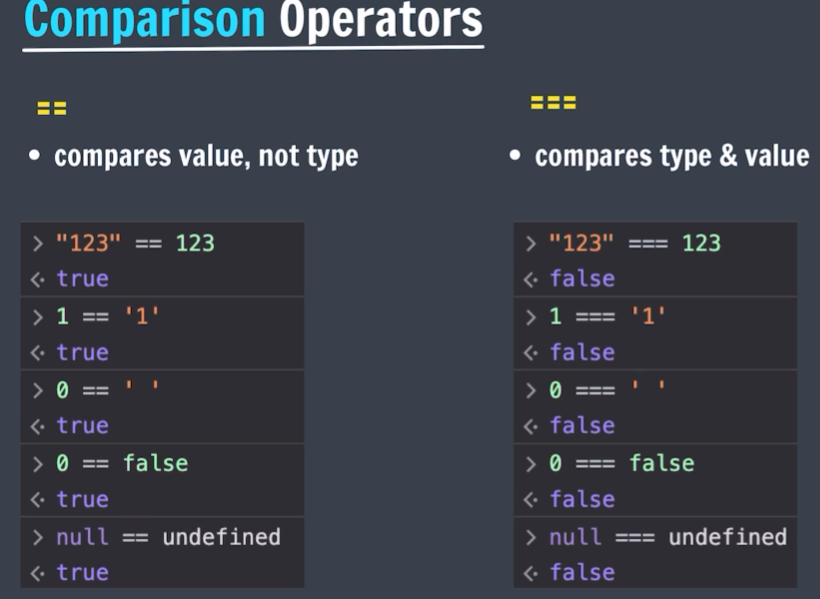 Comparison Operators
==
• compares value, not type
> "123" == 123
<· true
> 1 == '1'
<· true
> 0 == ' '
<· true
> 0 == false
<· true
> null == undefined
<· true
===
• compares type & value
> "123" === 123
<· false
> 1 === '1'
<· false
> 0 === ' '
<· false
> 0 === false
<· false
> null === undefined
<· false